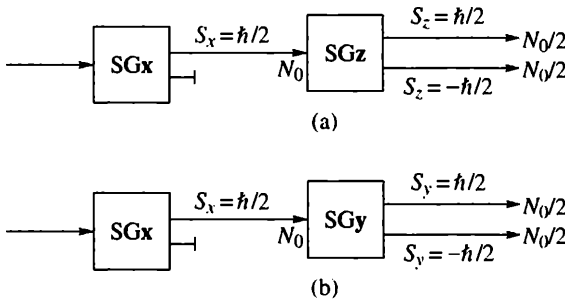 S_z = ħ/2
S_x = ħ/2
N_0/2
SGx
SGz
N_0
N_0/2
S_z = −ħ/2
(a)
S_y = ħ/2
S_x = ħ/2
N_0/2
SGx
SGy
N_0
N_0/2
S_y = −ħ/2
(b)